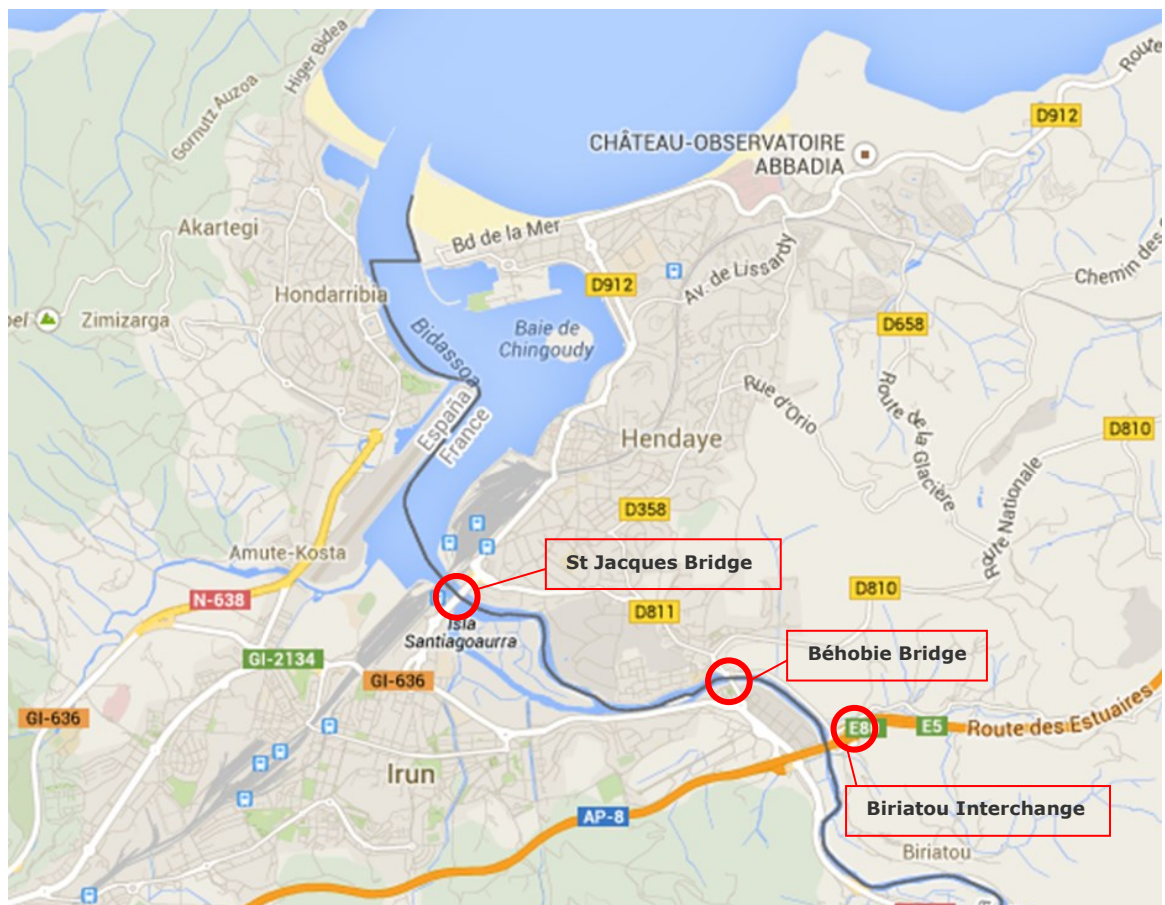 Higer Bidea
Gornutz Auzoa
Route
D912
CHÂTEAU-OBSERVATOIRE
ABBADIA
Akartegi
Bd de la Mer
Av. de Lissardy
Chemin des
D912
Hondarribia
Zimizarga
Baie de
Chingoudy
Bidassoa
D658
España
France
Rue d'Orio
Route de la Glacière
Hendaye
D810
Route Nationale
D358
Amute-Kosta
St Jacques Bridge
N-638
D810
D811
Isla
Santiagoaurra
GI-2134
GI-636
Béhobie Bridge
GI-636
E5
Route des Estuaires
Irun
Biriatou Interchange
AP-8
Biriatou